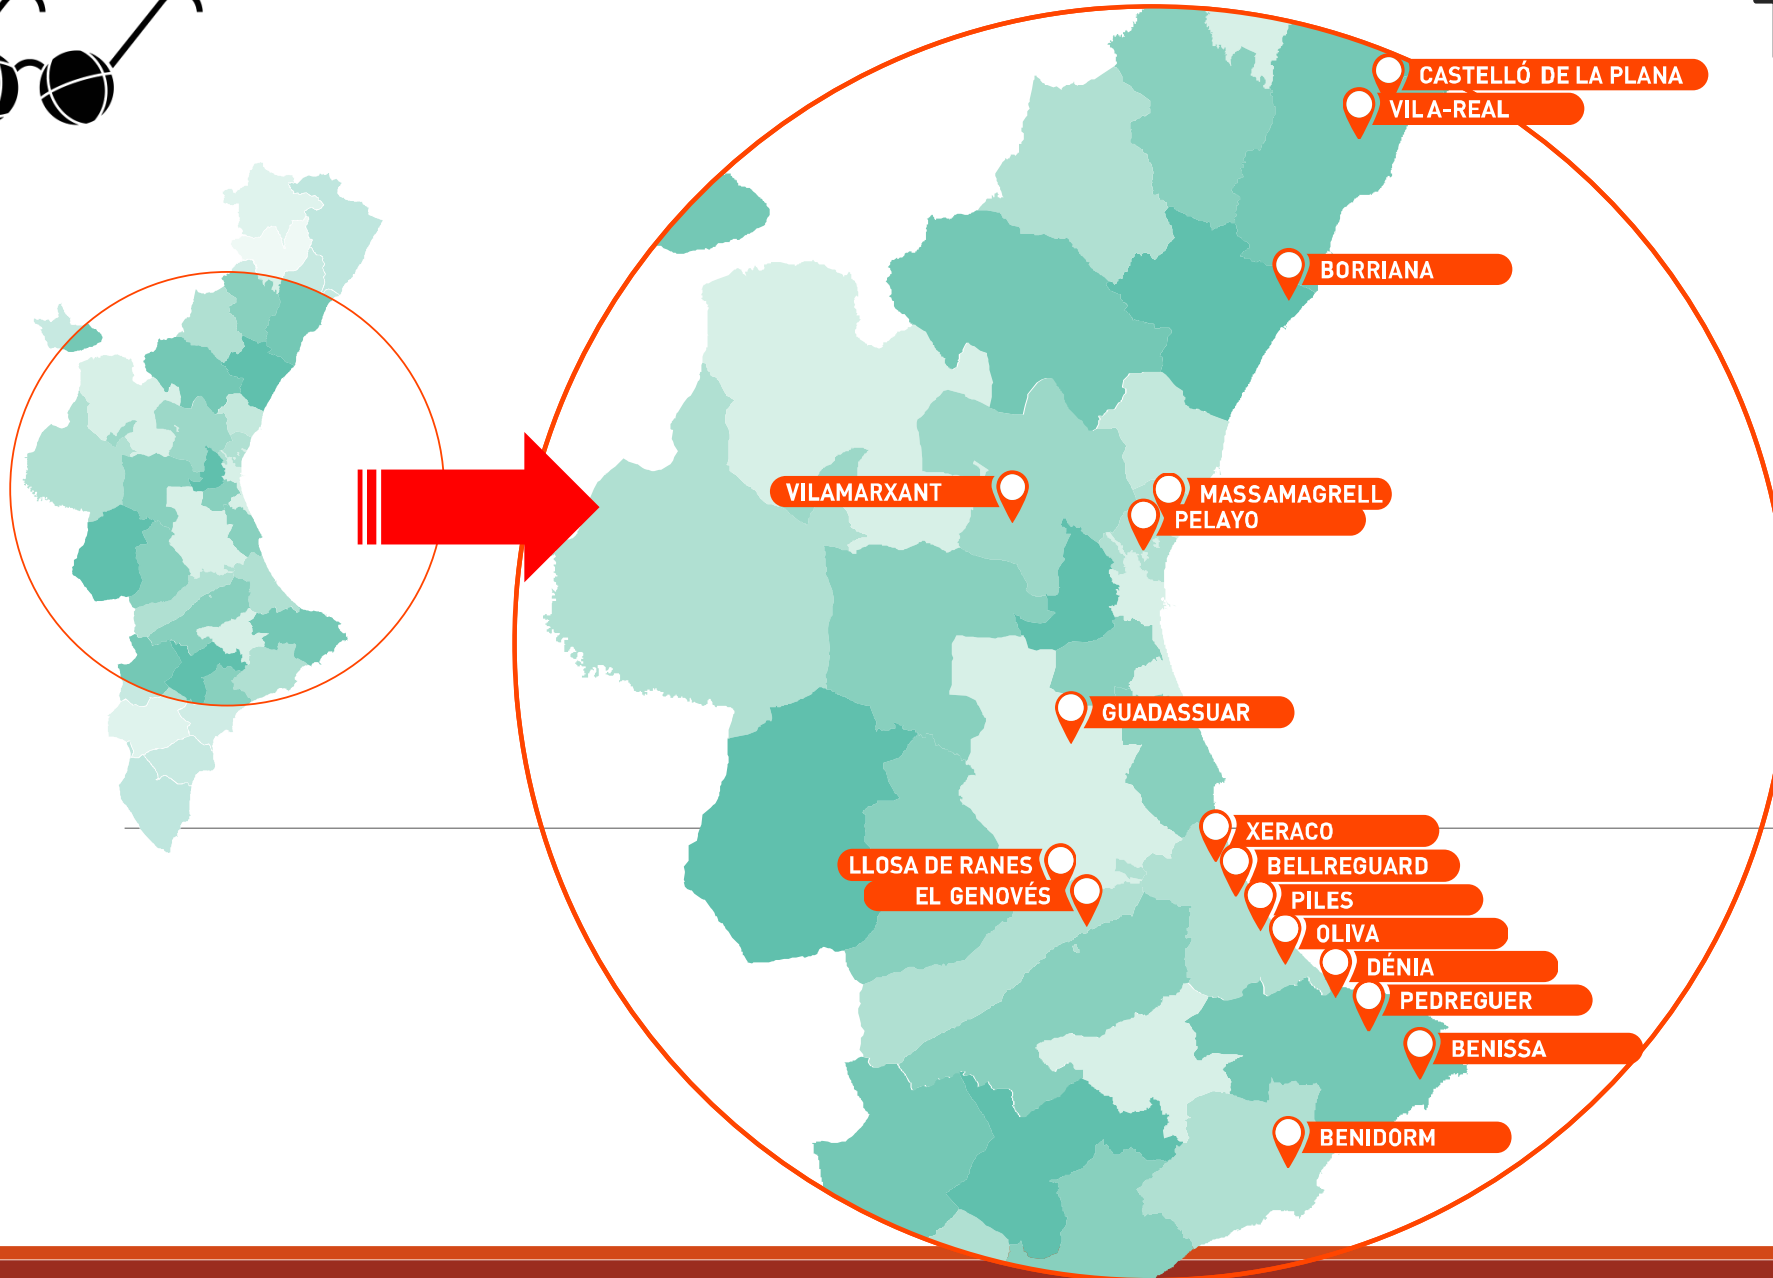 CASTELLÓ DE LA PLANA
VILA-REAL
BORRIANA
VILAMARXANT
MASSAMAGRELL
PELAYO
GUADASSUAR
XERACO
LLOSA DE RANES
BELLREGUARD
EL GENOVÉS
PILES
OLIVA
DÉNIA
PEDREGUER
BENISSA
BENIDORM